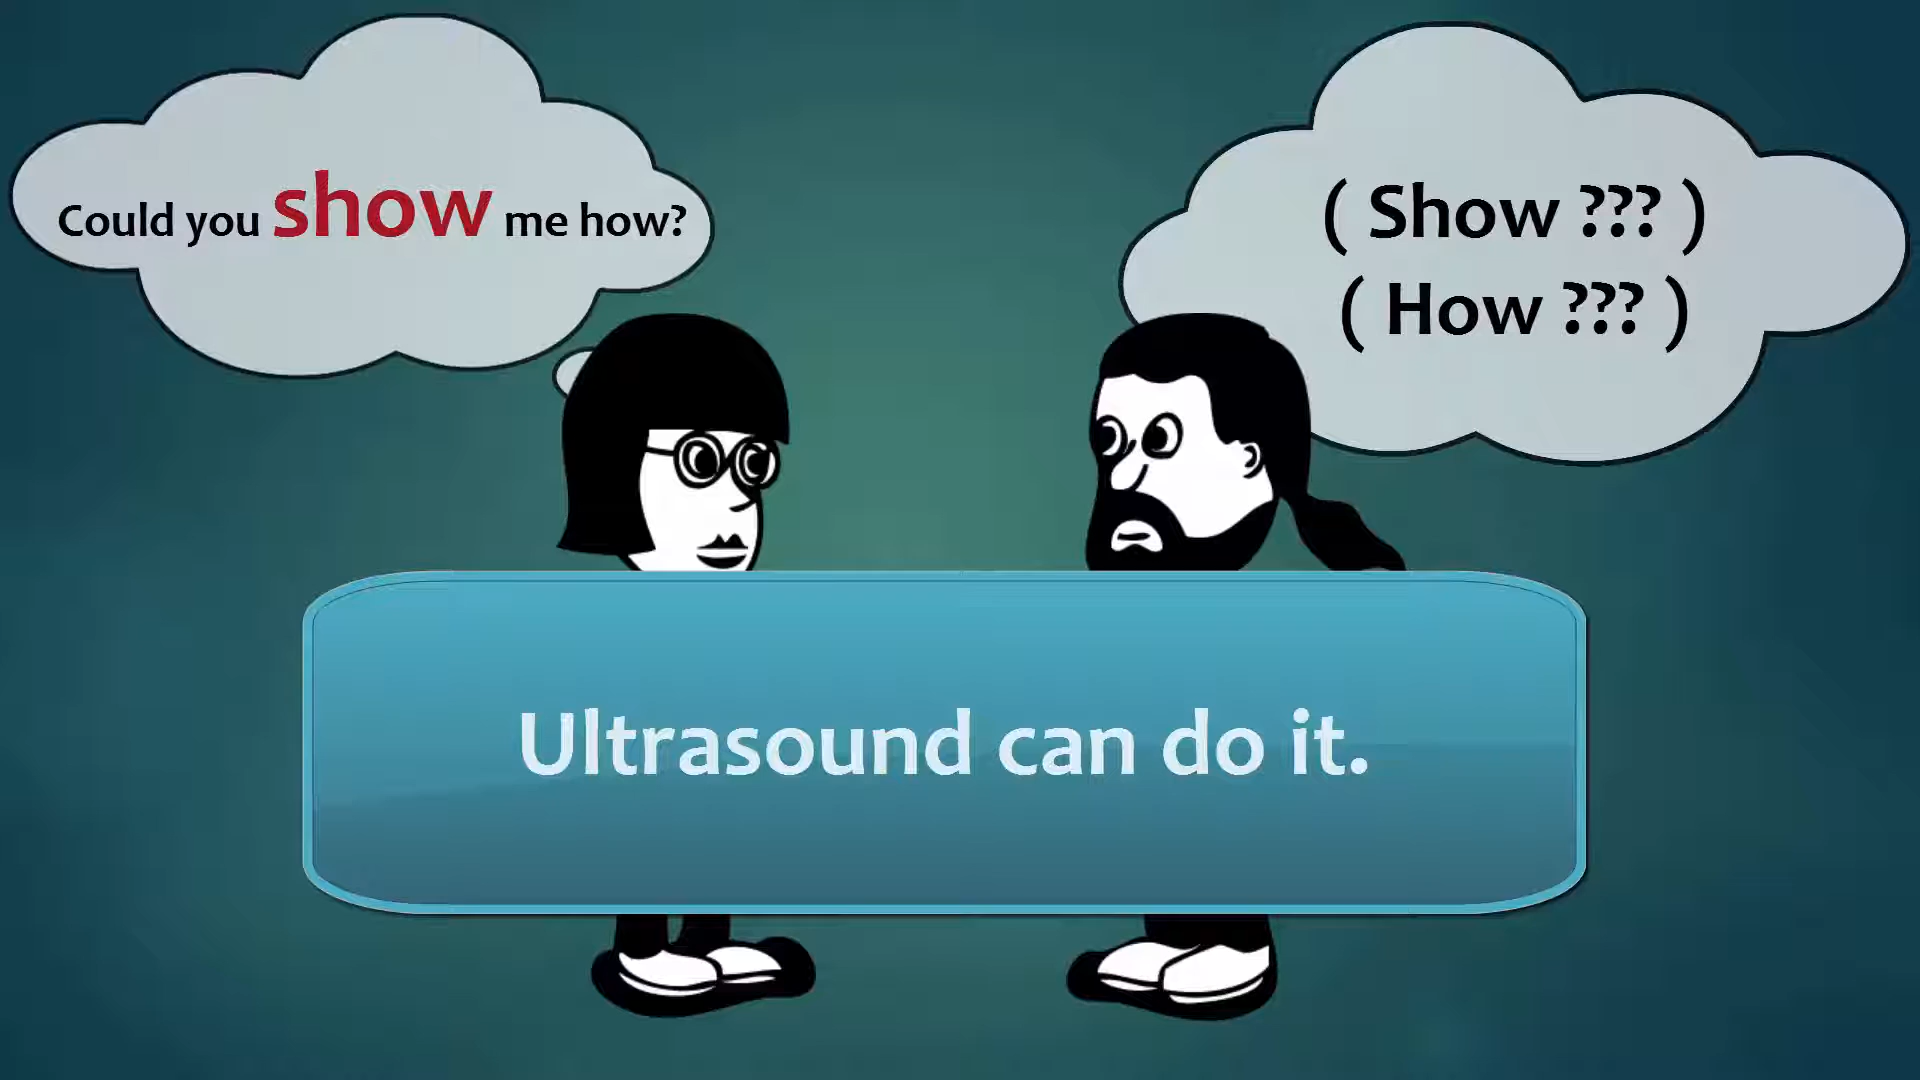 Could you show me how?
( Show ??? )
( How ??? )
Ultrasound can do it.